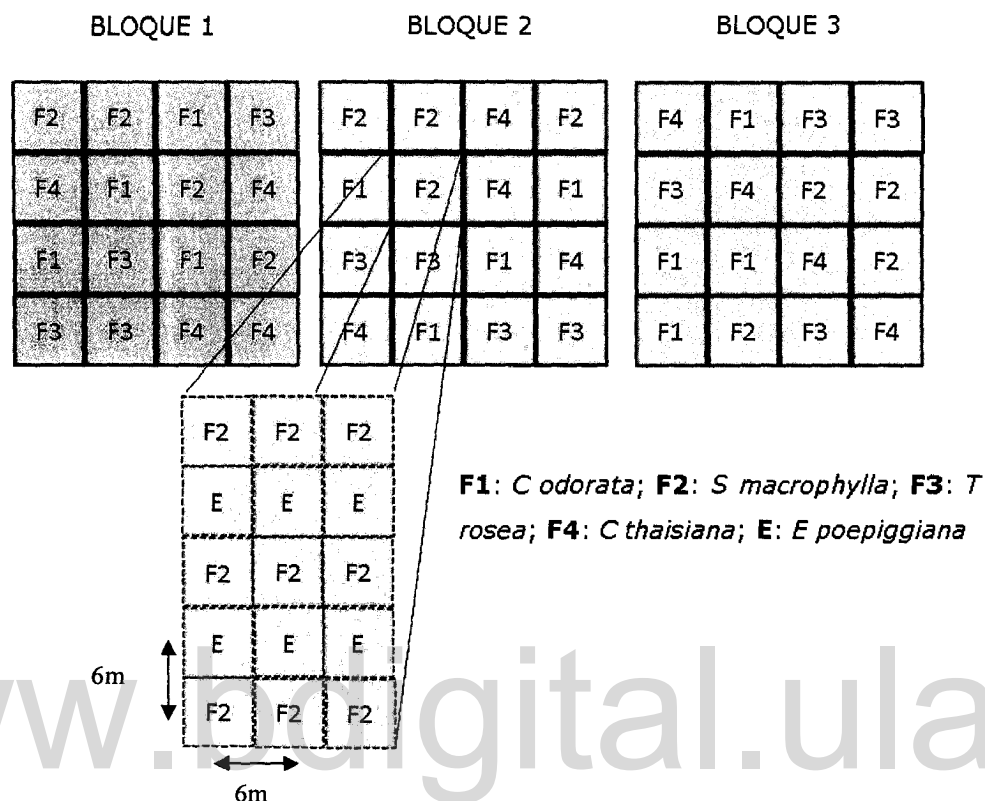 BLOQUE 1 BLOQUE 2 BLOQUE 3
F2 F2 F1 F3 F2 F2 F4 F2 F4 F1 F3 F3
F4 F1 F2 F4 F1 F2 F4 F1 F3 F4 F2 F2
F1 F3 F1 F2 F3 F3 F1 F4 F1 F1 F4 F2
F3 F3 F4 F4 F4 F1 F3 F3 F1 F2 F3 F4
F2 F2 F2
E E E
F2 F2 F2
E E E
F2 F2 F2
6m
6m
F1: C odorata; F2: S macrophylla; F3: T
rosea; F4: C thaisiana; E: E poepiggiana
w.bdigital.ula